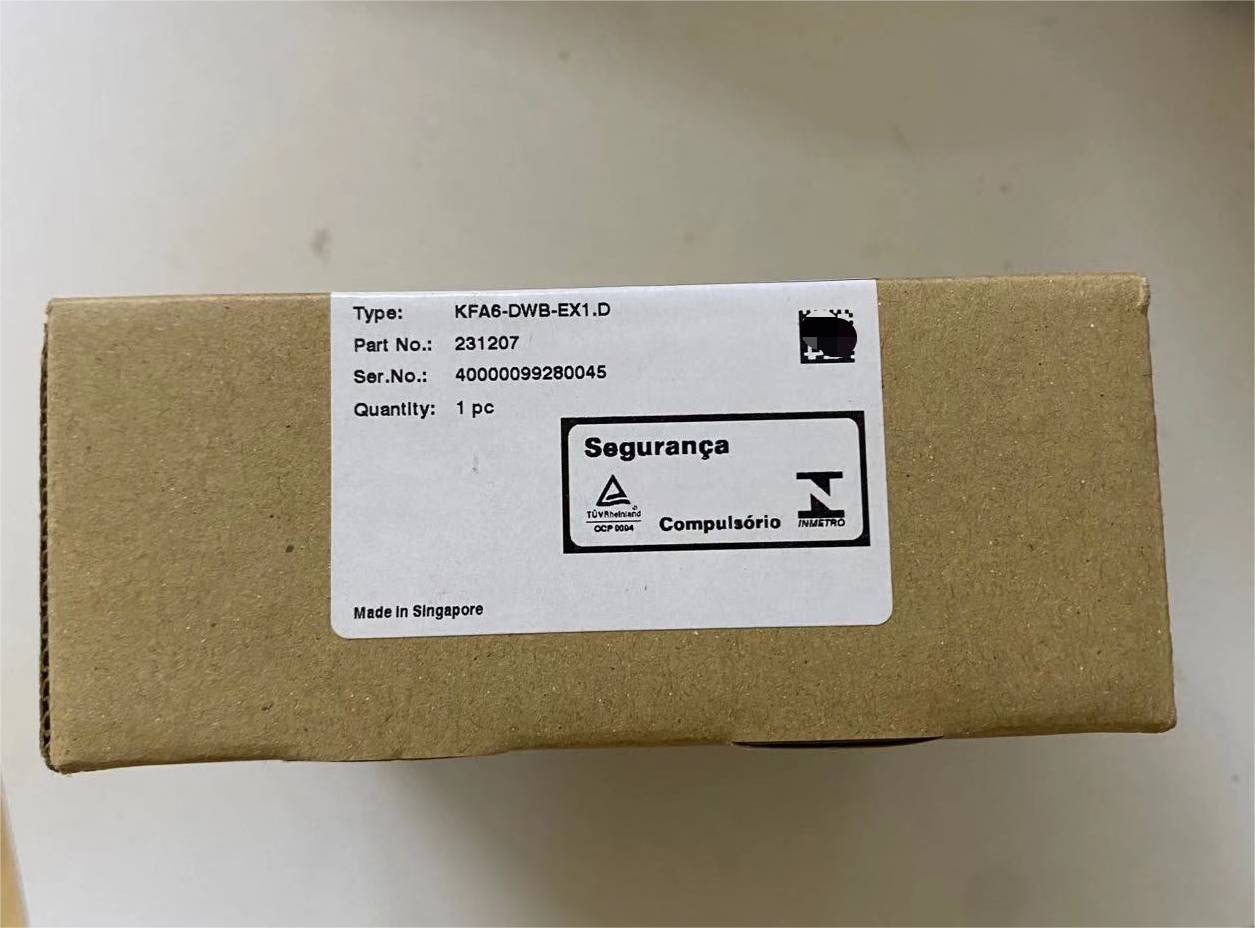 Type: KFA6-DWB-EX1.D
Part No.: 231207
Ser.No.: 40000099280045
Quantity: 1 pc
Segurança
TÜVRheinland
OCP 0004
Compulsório
INMETRO
Made in Singapore